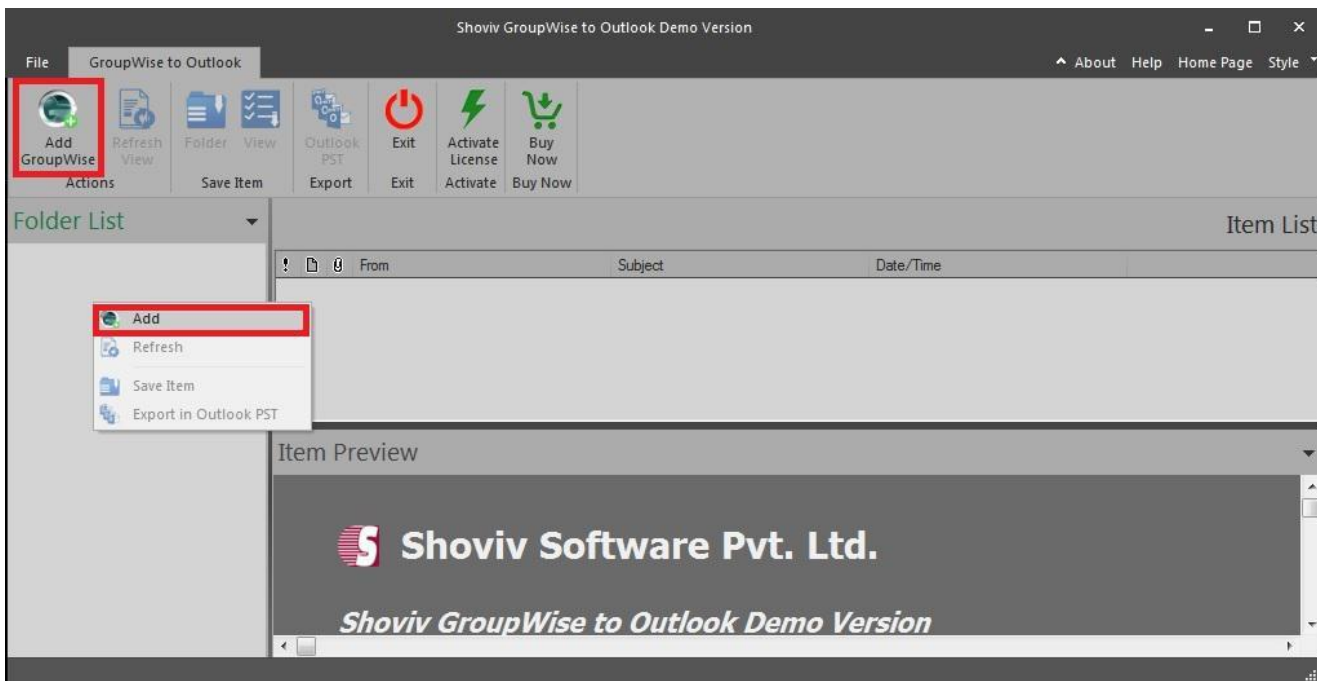 Shoviv GroupWise to Outlook Demo Version
File GroupWise to Outlook About Help Home Page Style
Add GroupWise
Refresh View
Folder
View
Outlook PST
Exit
Activate License
Buy Now
Actions Save Item Export Exit Activate Buy Now
Folder List
Item List
! From Subject Date/Time
Add
Refresh
Save Item
Export in Outlook PST
Item Preview
S Shoviv Software Pvt. Ltd.
Shoviv GroupWise to Outlook Demo Version